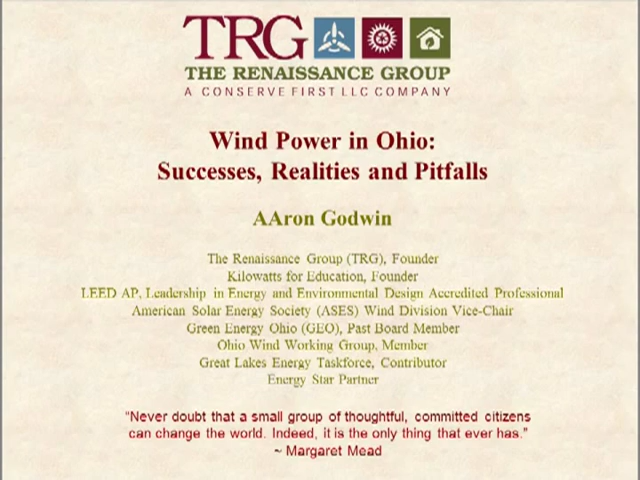 TRG
THE RENAISSANCE GROUP
A CONSERVE FIRST LLC COMPANY
Wind Power in Ohio:
Successes, Realities and Pitfalls
AAron Godwin
The Renaissance Group (TRG), Founder
Kilowatts for Education, Founder
LEED AP, Leadership in Energy and Environmental Design Accredited Professional
American Solar Energy Society (ASES) Wind Division Vice-Chair
Green Energy Ohio (GEO), Past Board Member
Ohio Wind Working Group, Member
Great Lakes Energy Taskforce, Contributor
Energy Star Partner
"Never doubt that a small group of thoughtful, committed citizens
can change the world. Indeed, it is the only thing that ever has."
~ Margaret Mead